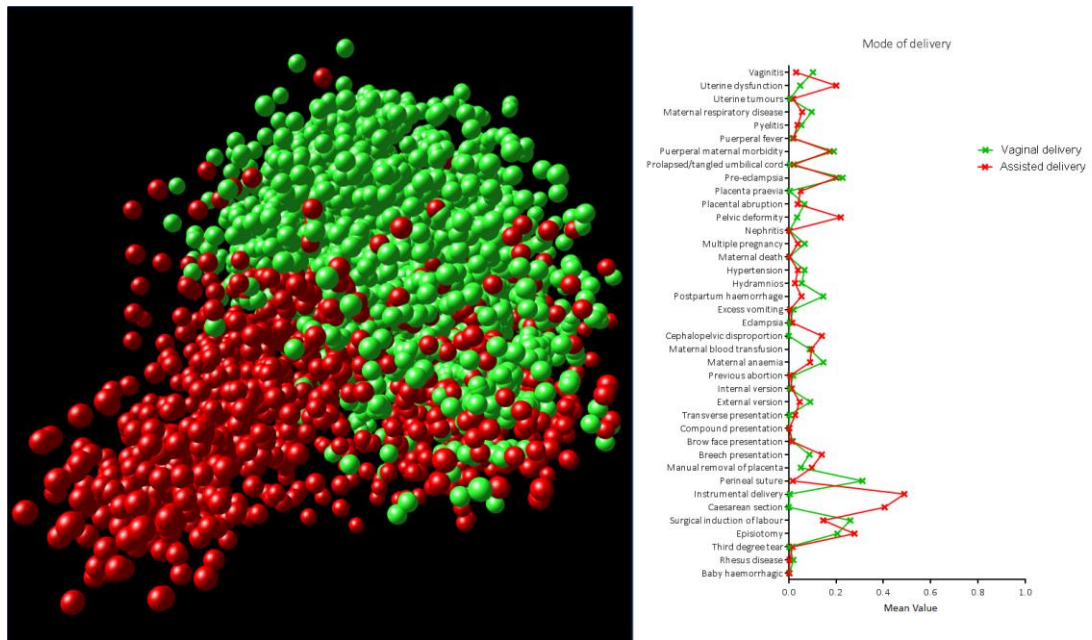 Mode of delivery
Vaginitis
Uterine dysfunction
Uterine tumours
Maternal respiratory disease
Pyelitis
Puerperal fever
Puerperal maternal morbidity
Prolapsed/tangled umbilical cord
Pre-eclampsia
Placenta praevia
Placental abruption
Pelvic deformity
Nephritis
Multiple pregnancy
Maternal death
Hypertension
Hydramnios
Postpartum haemorrhage
Excess vomiting
Eclampsia
Cephalopelvic disproportion
Maternal blood transfusion
Maternal anaemia
Previous abortion
Internal version
External version
Transverse presentation
Compound presentation
Brow face presentation
Breech presentation
Manual removal of placenta
Perineal suture
Instrumental delivery
Caesarean section
Surgical induction of labour
Episiotomy
Third degree tear
Rhesus disease
Baby haemorrhagic
0.0 0.2 0.4 0.6 0.8 1.0
Mean Value
Vaginal delivery
Assisted delivery